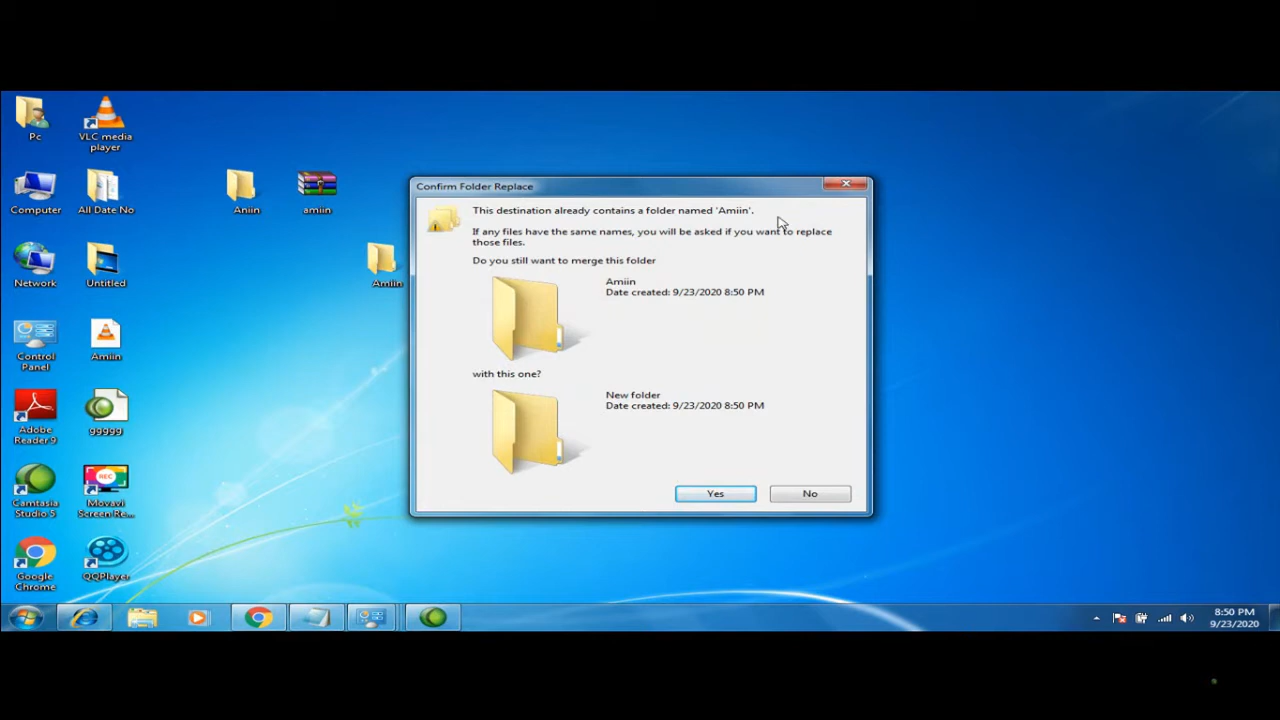 Pc
VLC media
player
Computer
All Date No
Aniin
amiin
Network
Untitled
Amiin
Control
Panel
Amiin
Adobe
Reader 9
ggggg
Camtasia
Studio 5
REC
Movavi
Screen Re...
Google
Chrome
QQPlayer
Confirm Folder Replace
This destination already contains a folder named 'Amiin'.
If any files have the same names, you will be asked if you want to replace
those files.
Do you still want to merge this folder
Amiin
Date created: 9/23/2020 8:50 PM
with this one?
New folder
Date created: 9/23/2020 8:50 PM
Yes
No
8:50 PM
9/23/2020